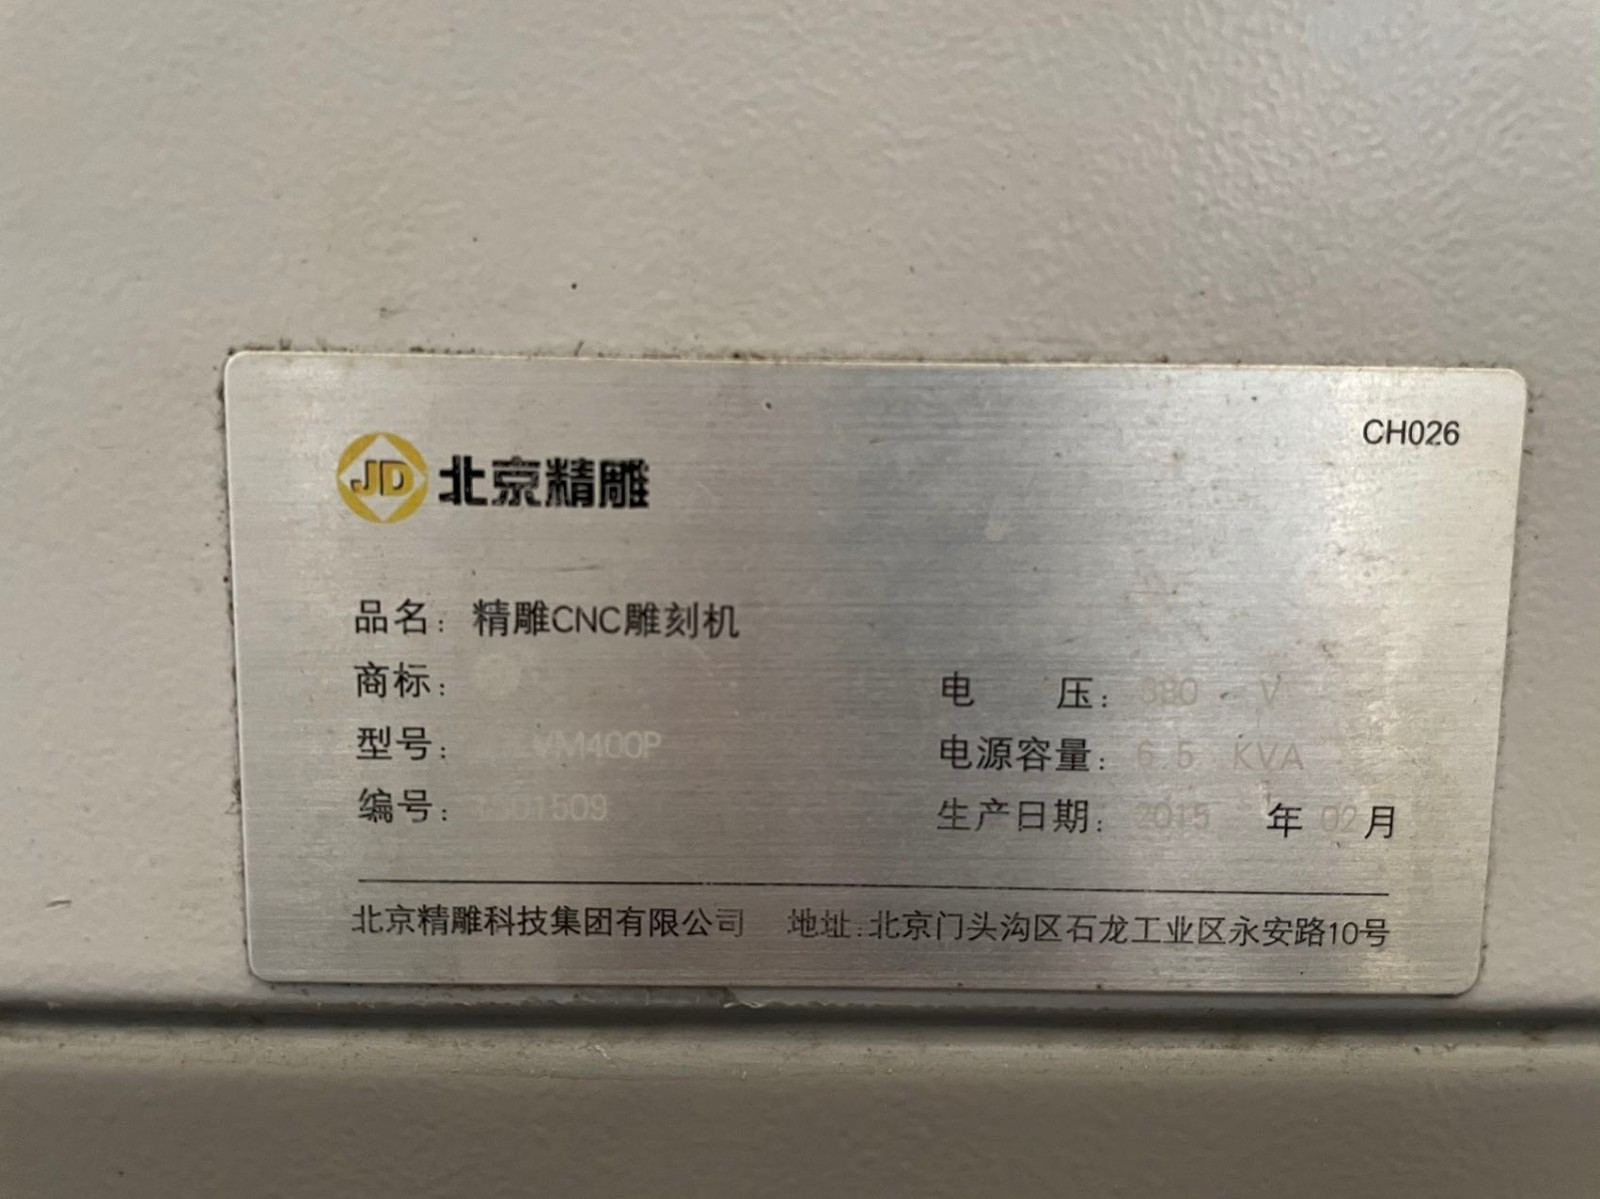 CH026
JD 北京精雕
品名：精雕CNC雕刻机
商标：
型号： VM400P
编号： 1501509
电 压：380 V
电源容量：6.5 KVA
生产日期：2015 年 02 月
北京精雕科技集团有限公司 地址：北京门头沟区石龙工业区永安路10号